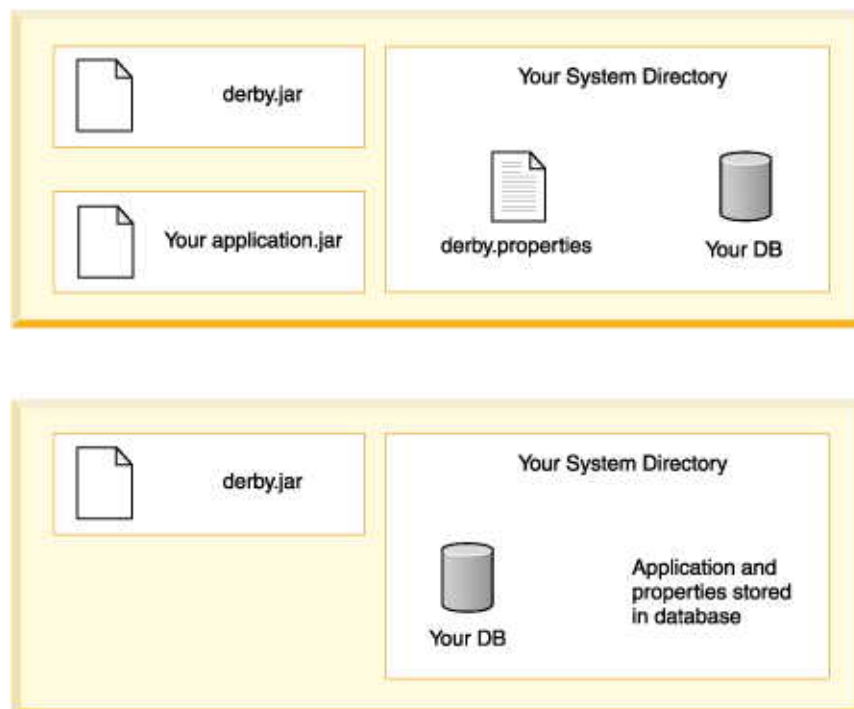 derby.jar
Your application.jar
Your System Directory
derby.properties
Your DB
derby.jar
Your System Directory
Your DB
Application and
properties stored
in database